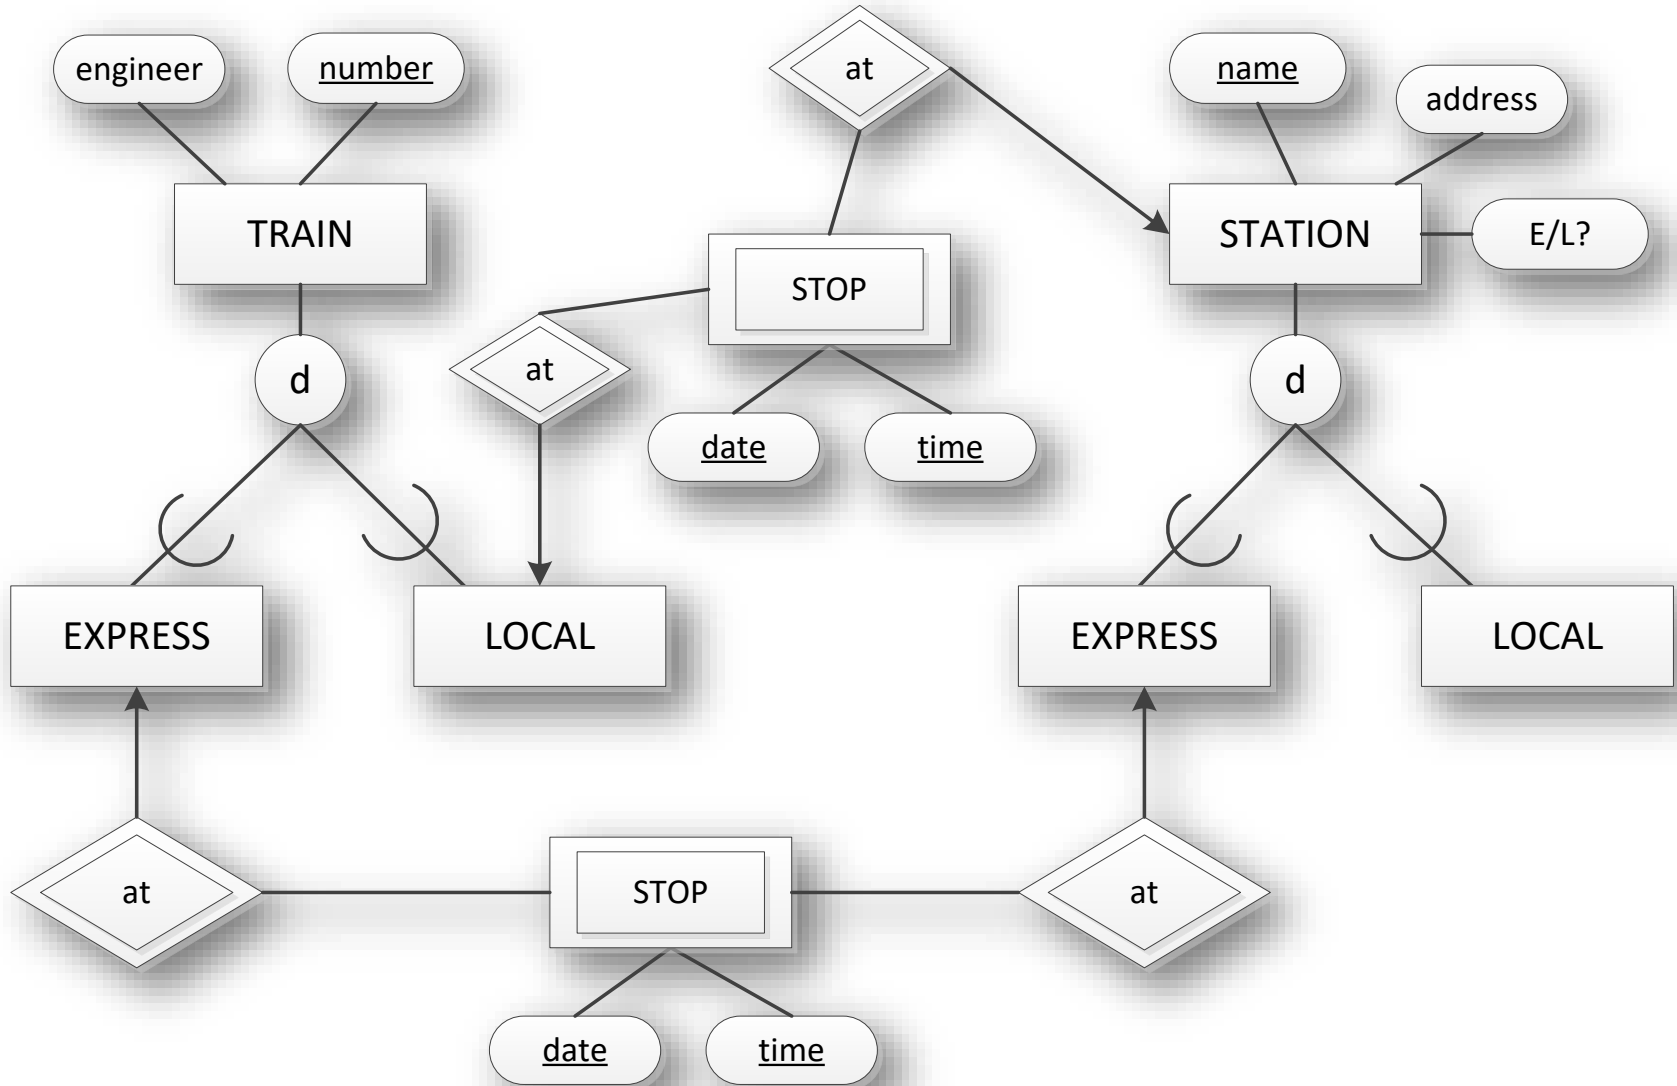 engineer
number
at
name
address
TRAIN
STOP
STATION
E/L?
d
at
d
date
time
EXPRESS
LOCAL
EXPRESS
LOCAL
at
STOP
at
date
time